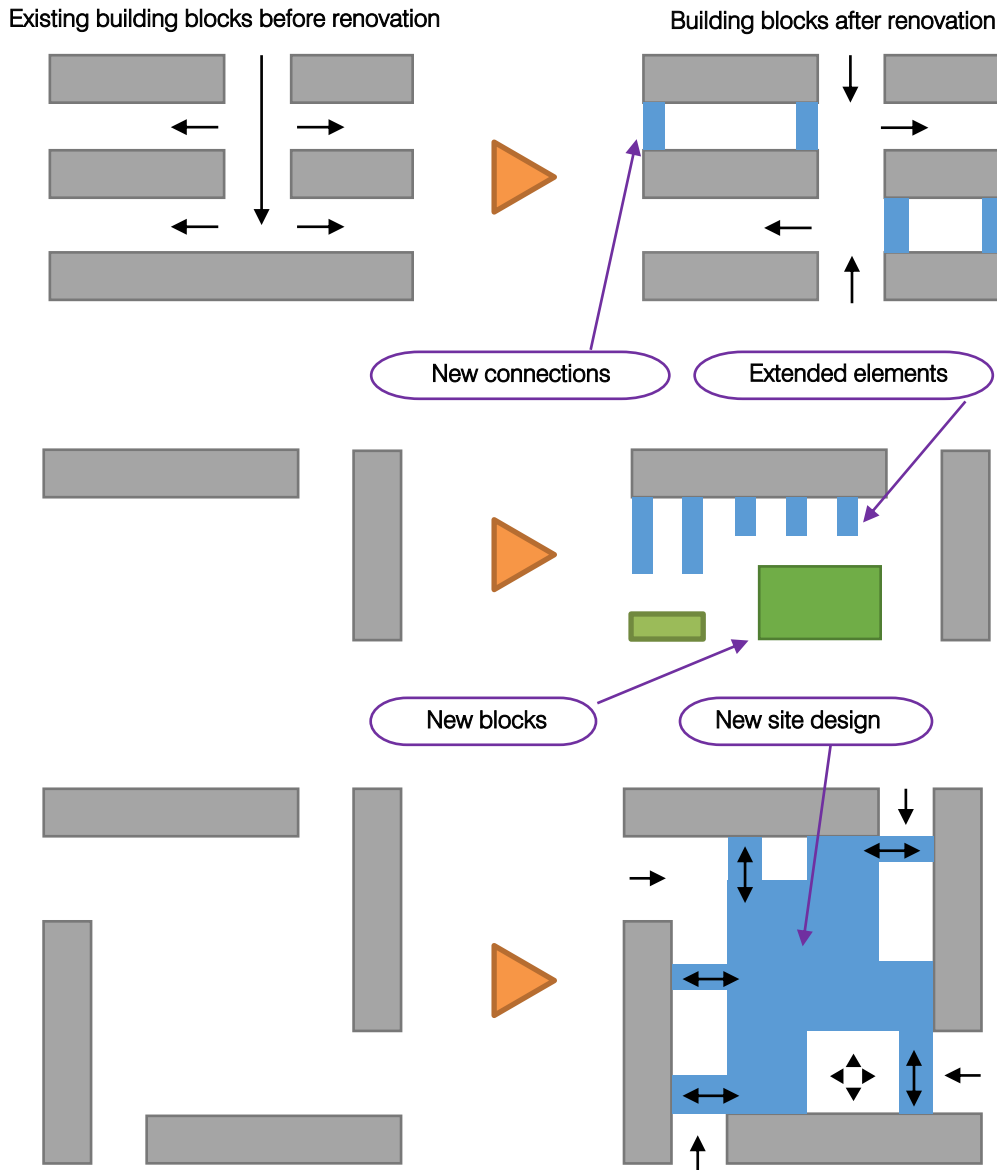 Existing building blocks before renovation
Building blocks after renovation
New connections
Extended elements
New blocks
New site design